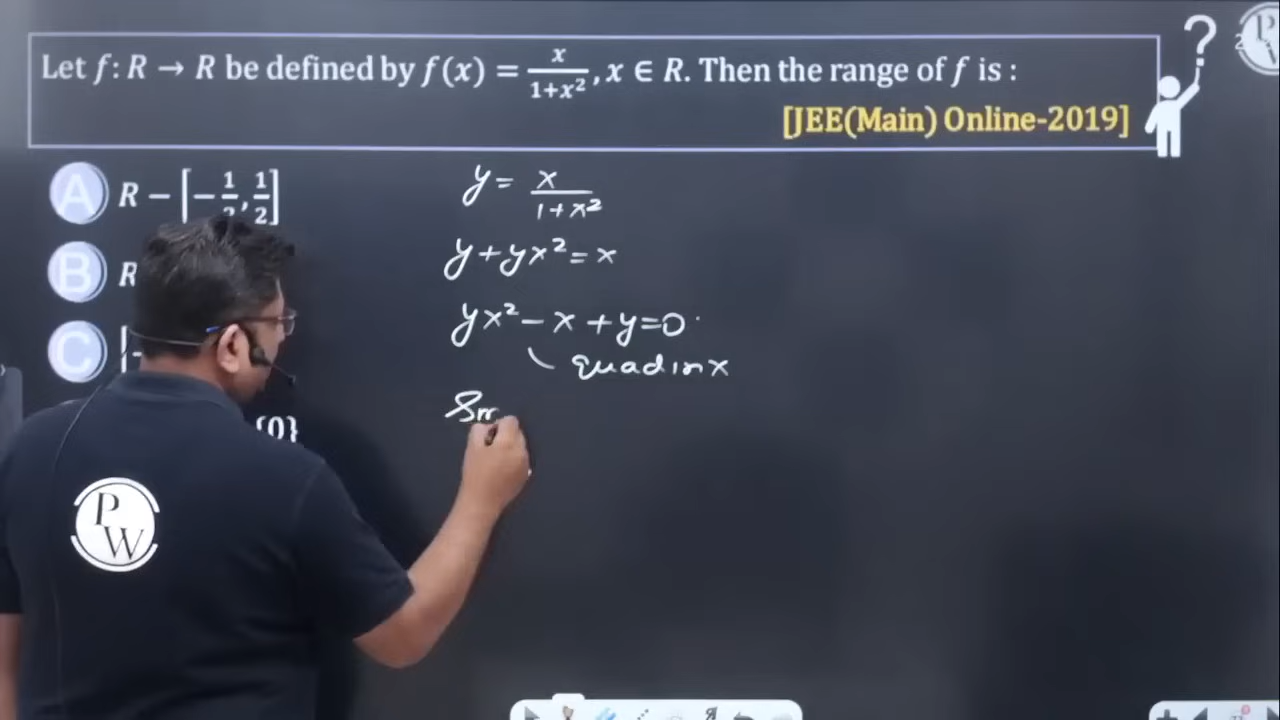 Let f: R → R be defined by f(x) = x/(1+x²), x ∈ R. Then the range of f is :
[JEE(Main) Online-2019]
A R − [−1/2, 1/2]
B R
C [-
{0}
y = x/(1+x²)
y+yx²=x
yx²−x+y=0
quad in x
PW